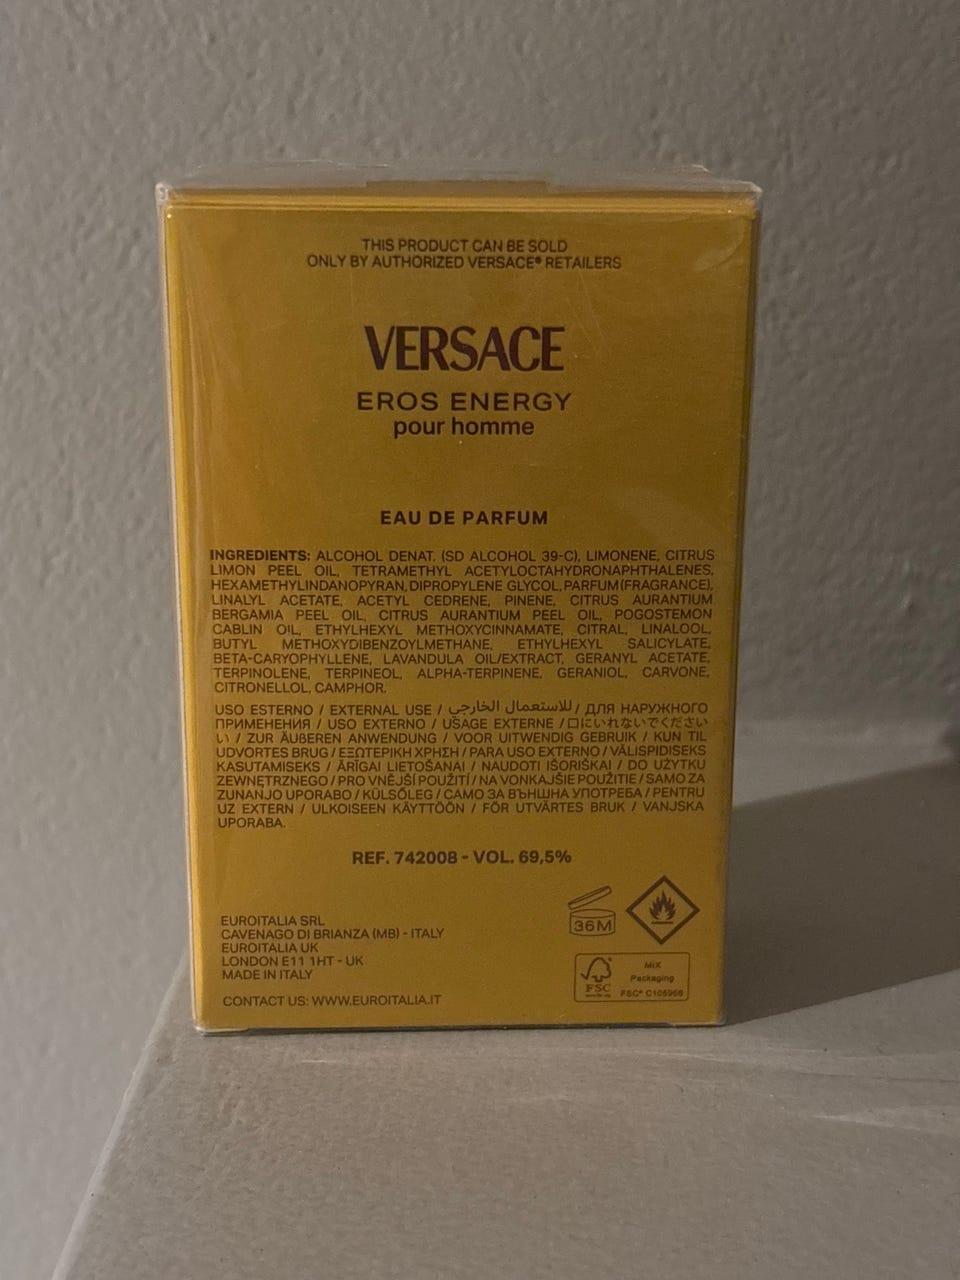 THIS PRODUCT CAN BE SOLD
ONLY BY AUTHORIZED VERSACE® RETAILERS
VERSACE
EROS ENERGY
pour homme
EAU DE PARFUM
INGREDIENTS: ALCOHOL DENAT. (SD ALCOHOL 39-C), LIMONENE, CITRUS
LIMON PEEL OIL, TETRAMETHYL ACETYLOCTAHYDRONAPHTHALENES,
HEXAMETHYLINDANOPYRAN, DIPROPYLENE GLYCOL, PARFUM (FRAGRANCE),
LINALYL ACETATE, ACETYL CEDRENE, PINENE, CITRUS AURANTIUM
BERGAMIA PEEL OIL, CITRUS AURANTIUM PEEL OIL, POGOSTEMON
CABLIN OIL, ETHYLHEXYL METHOXYCINNAMATE, CITRAL, LINALOOL,
BUTYL METHOXYDIBENZOYLMETHANE, ETHYLHEXYL SALICYLATE,
BETA-CARYOPHYLLENE, LAVANDULA OIL/EXTRACT, GERANYL ACETATE,
TERPINOLENE, TERPINEOL, ALPHA-TERPINENE, GERANIOL, CARVONE,
CITRONELLOL, CAMPHOR.
USO ESTERNO / EXTERNAL USE / للاستعمال الخارجي / ДЛЯ НАРУЖНОГО
ПРИМЕНЕНИЯ / USO EXTERNO / USAGE EXTERNE / 口にいれないでくださ
い / ZUR ÄUßEREN ANWENDUNG / VOOR UITWENDIG GEBRUIK / KUN TIL
UDVORTES BRUG / ΕΞΩΤΕΡΙΚΗ ΧΡΗΣΗ / PARA USO EXTERNO / VÄLISPIDISEKS
KASUTAMISEKS / ĀRĪGAI LIETOŠANAI / NAUDOTI IŠORIŠKAI / DO UŻYTKU
ZEWNĘTRZNEGO / PRO VNĚJŠÍ POUŽITÍ / NA VONKAJŠIE POUŽITIE / SAMO ZA
ZUNANJO UPORABO / KÜLSŐLEG / САМО ЗА ВЪНШНА УПОТРЕБА / PENTRU
UZ EXTERN / ULKOISEEN KÄYTTÖÖN / FÖR UTVÄRTES BRUK / VANJSKA
UPORABA.
REF. 742008 - VOL. 69,5%
36M
EUROITALIA SRL
CAVENAGO DI BRIANZA (MB) - ITALY
EUROITALIA UK
LONDON E11 1HT - UK
MADE IN ITALY
CONTACT US: WWW.EUROITALIA.IT
FSC
MIX
Packaging
FSC®